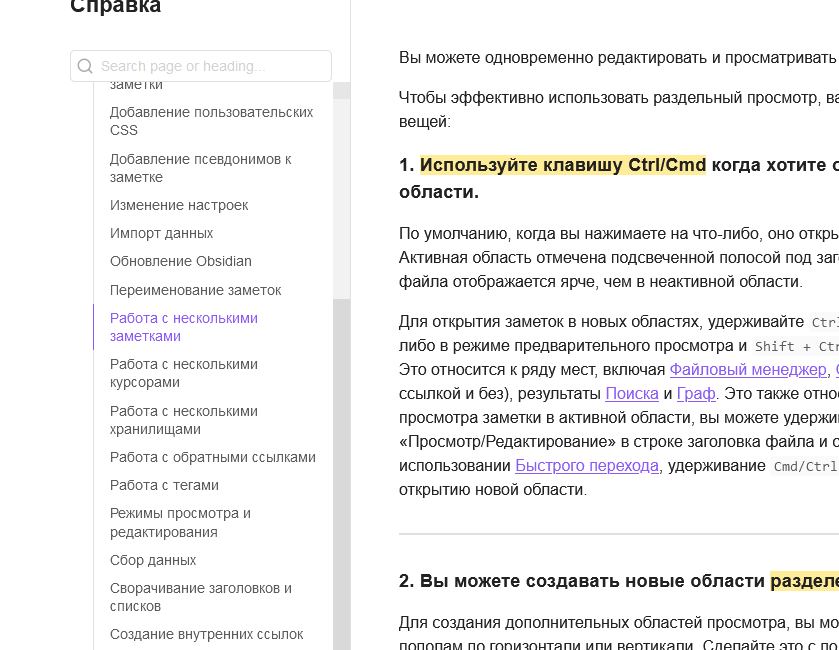 Справка
Search page or heading...
заметки
Добавление пользовательских
CSS
Добавление псевдонимов к
заметке
Изменение настроек
Импорт данных
Обновление Obsidian
Переименование заметок
Работа с несколькими
заметками
Работа с несколькими
курсорами
Работа с несколькими
хранилищами
Работа с обратными ссылками
Работа с тегами
Режимы просмотра и
редактирования
Сбор данных
Сворачивание заголовков и
списков
Создание внутренних ссылок
Вы можете одновременно редактировать и просматривать
Чтобы эффективно использовать раздельный просмотр, ва
вещей:
1. Используйте клавишу Ctrl/Cmd когда хотите о
области.
По умолчанию, когда вы нажимаете на что-либо, оно откры
Активная область отмечена подсвеченной полосой под заг
файла отображается ярче, чем в неактивной области.
Для открытия заметок в новых областях, удерживайте Ctrl
либо в режиме предварительного просмотра и Shift + Ctr
Это относится к ряду мест, включая Файловый менеджер,
ссылкой и без), результаты Поиска и Граф. Это также относ
просмотра заметки в активной области, вы можете удержи
«Просмотр/Редактирование» в строке заголовка файла и о
использовании Быстрого перехода, удерживание Cmd/Ctrl
открытию новой области.
2. Вы можете создавать новые области разделе
Для создания дополнительных областей просмотра, вы мо
пополам по горизонтали или вертикали. Сделайте это с по